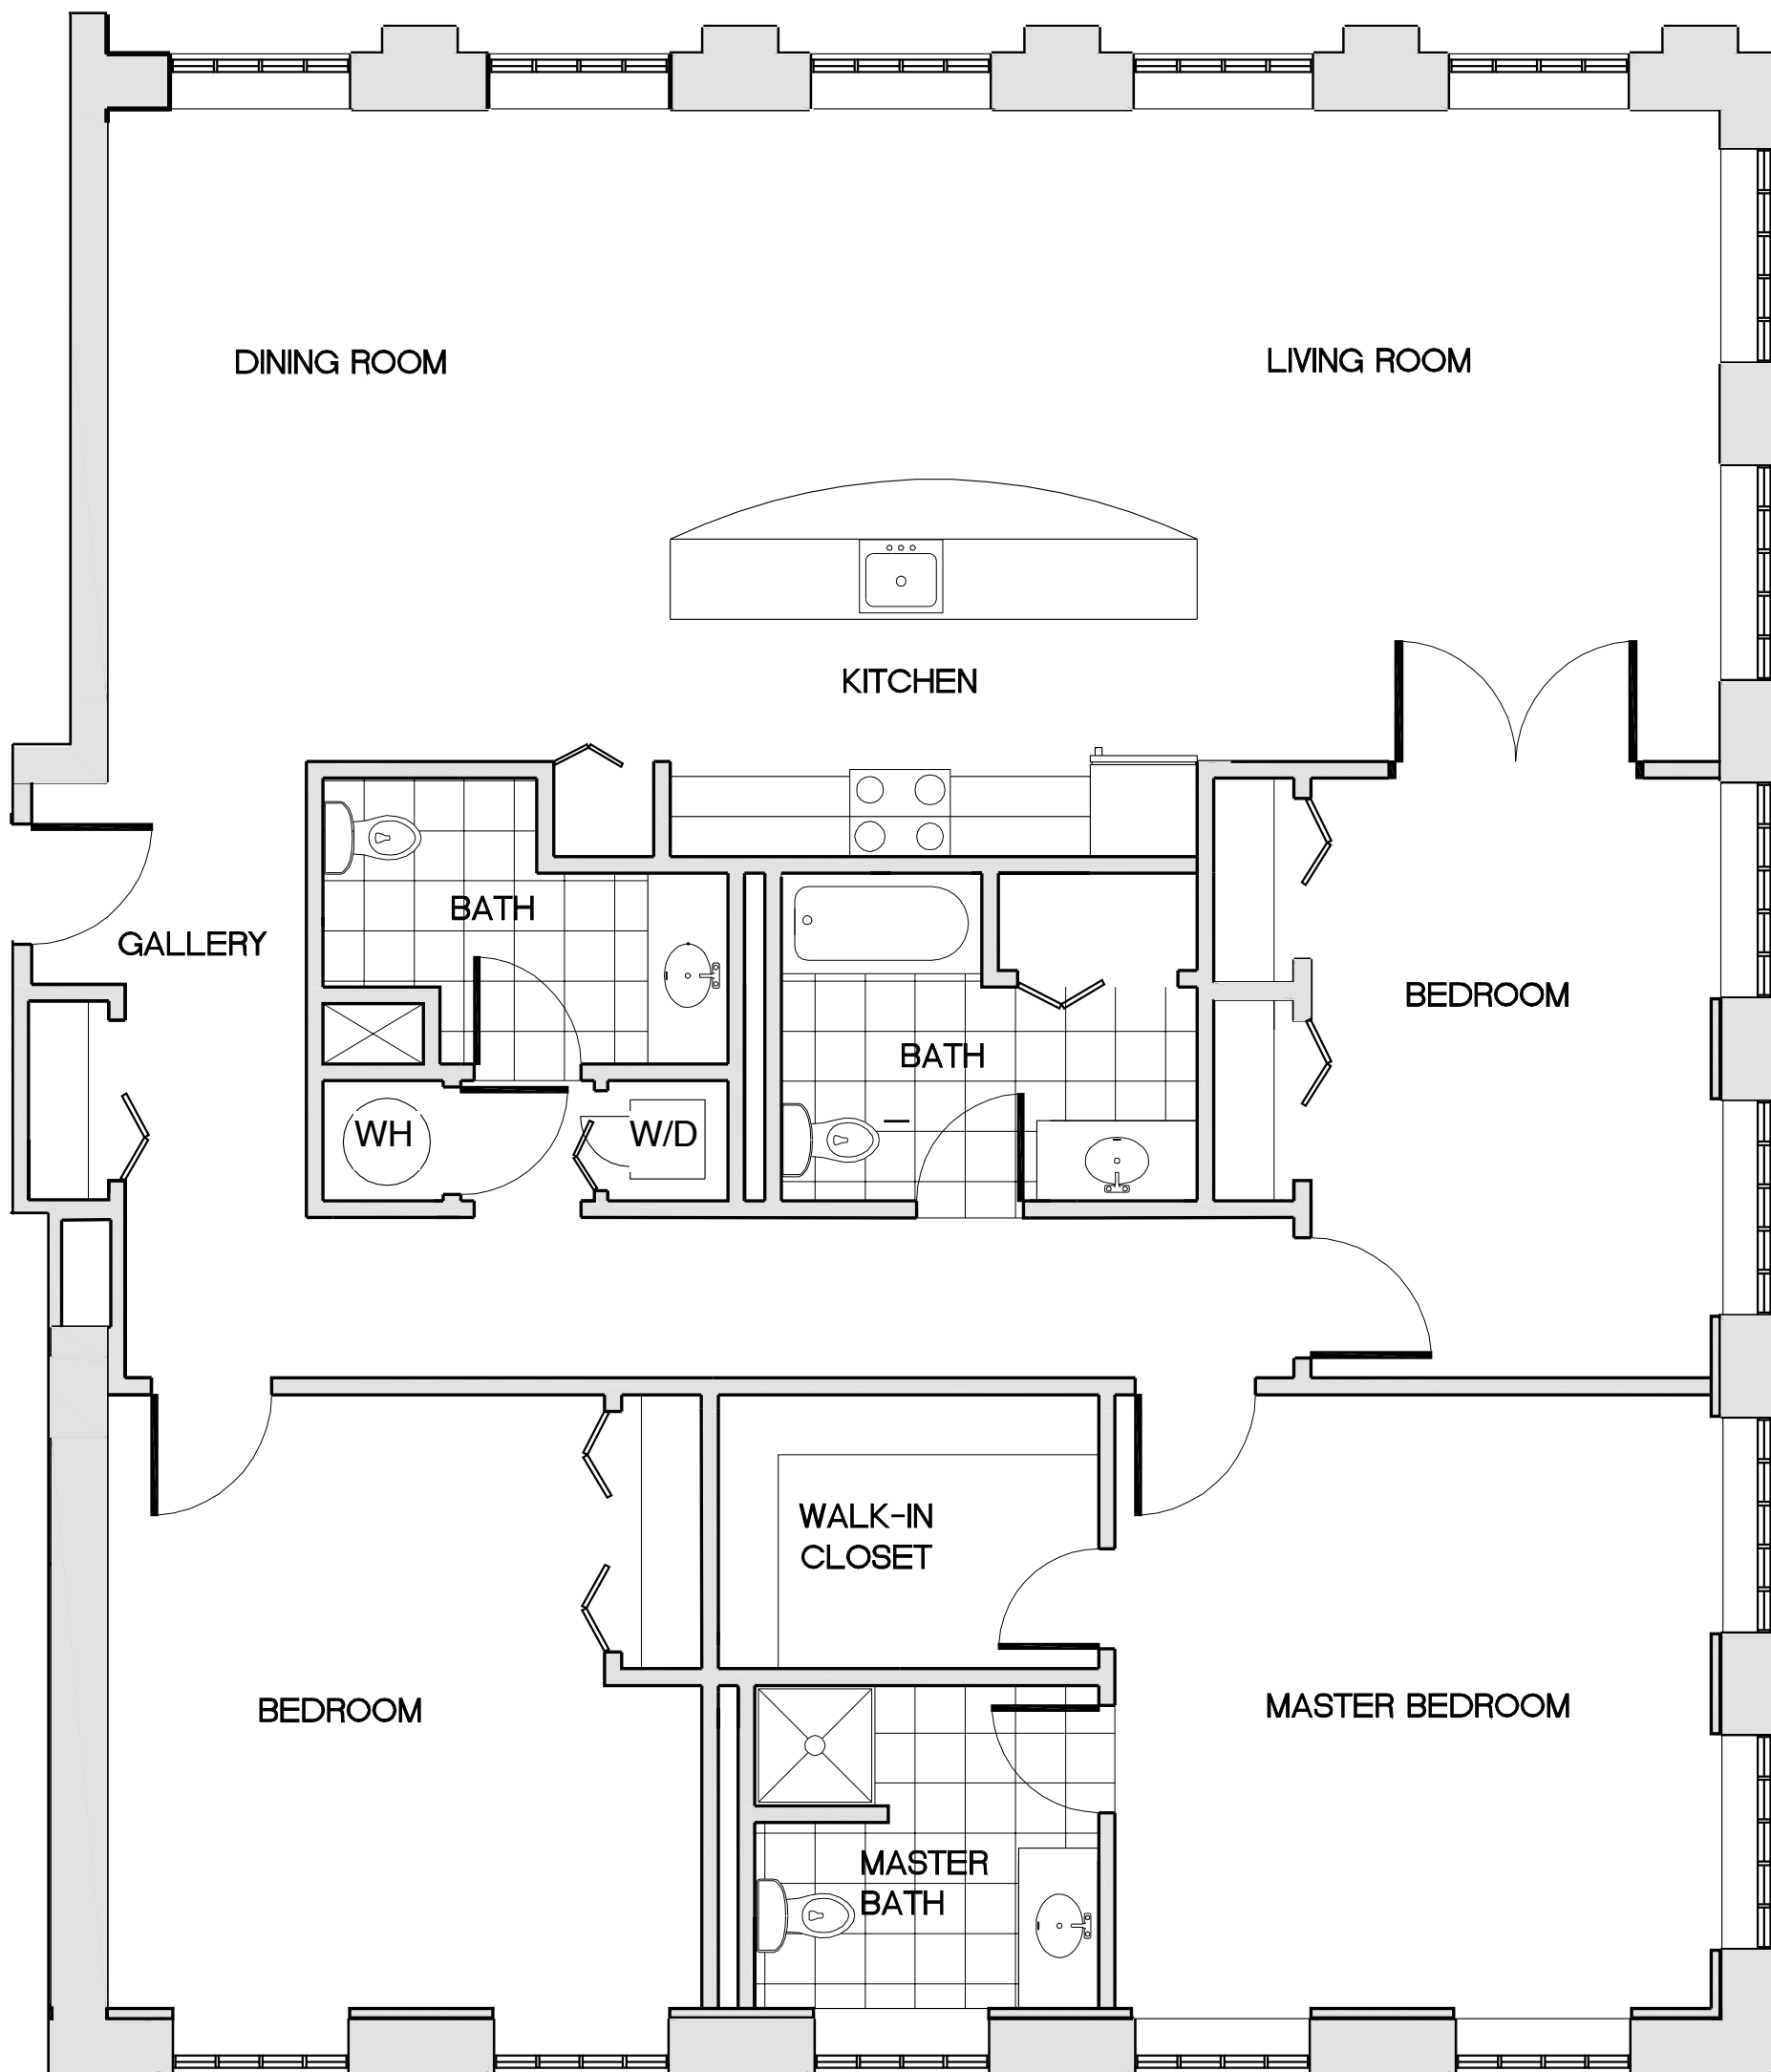 DINING ROOM
LIVING ROOM
KITCHEN
BATH
GALLERY
BEDROOM
BATH
WH
W/D
WALK-IN
CLOSET
BEDROOM
MASTER BEDROOM
MASTER
BATH